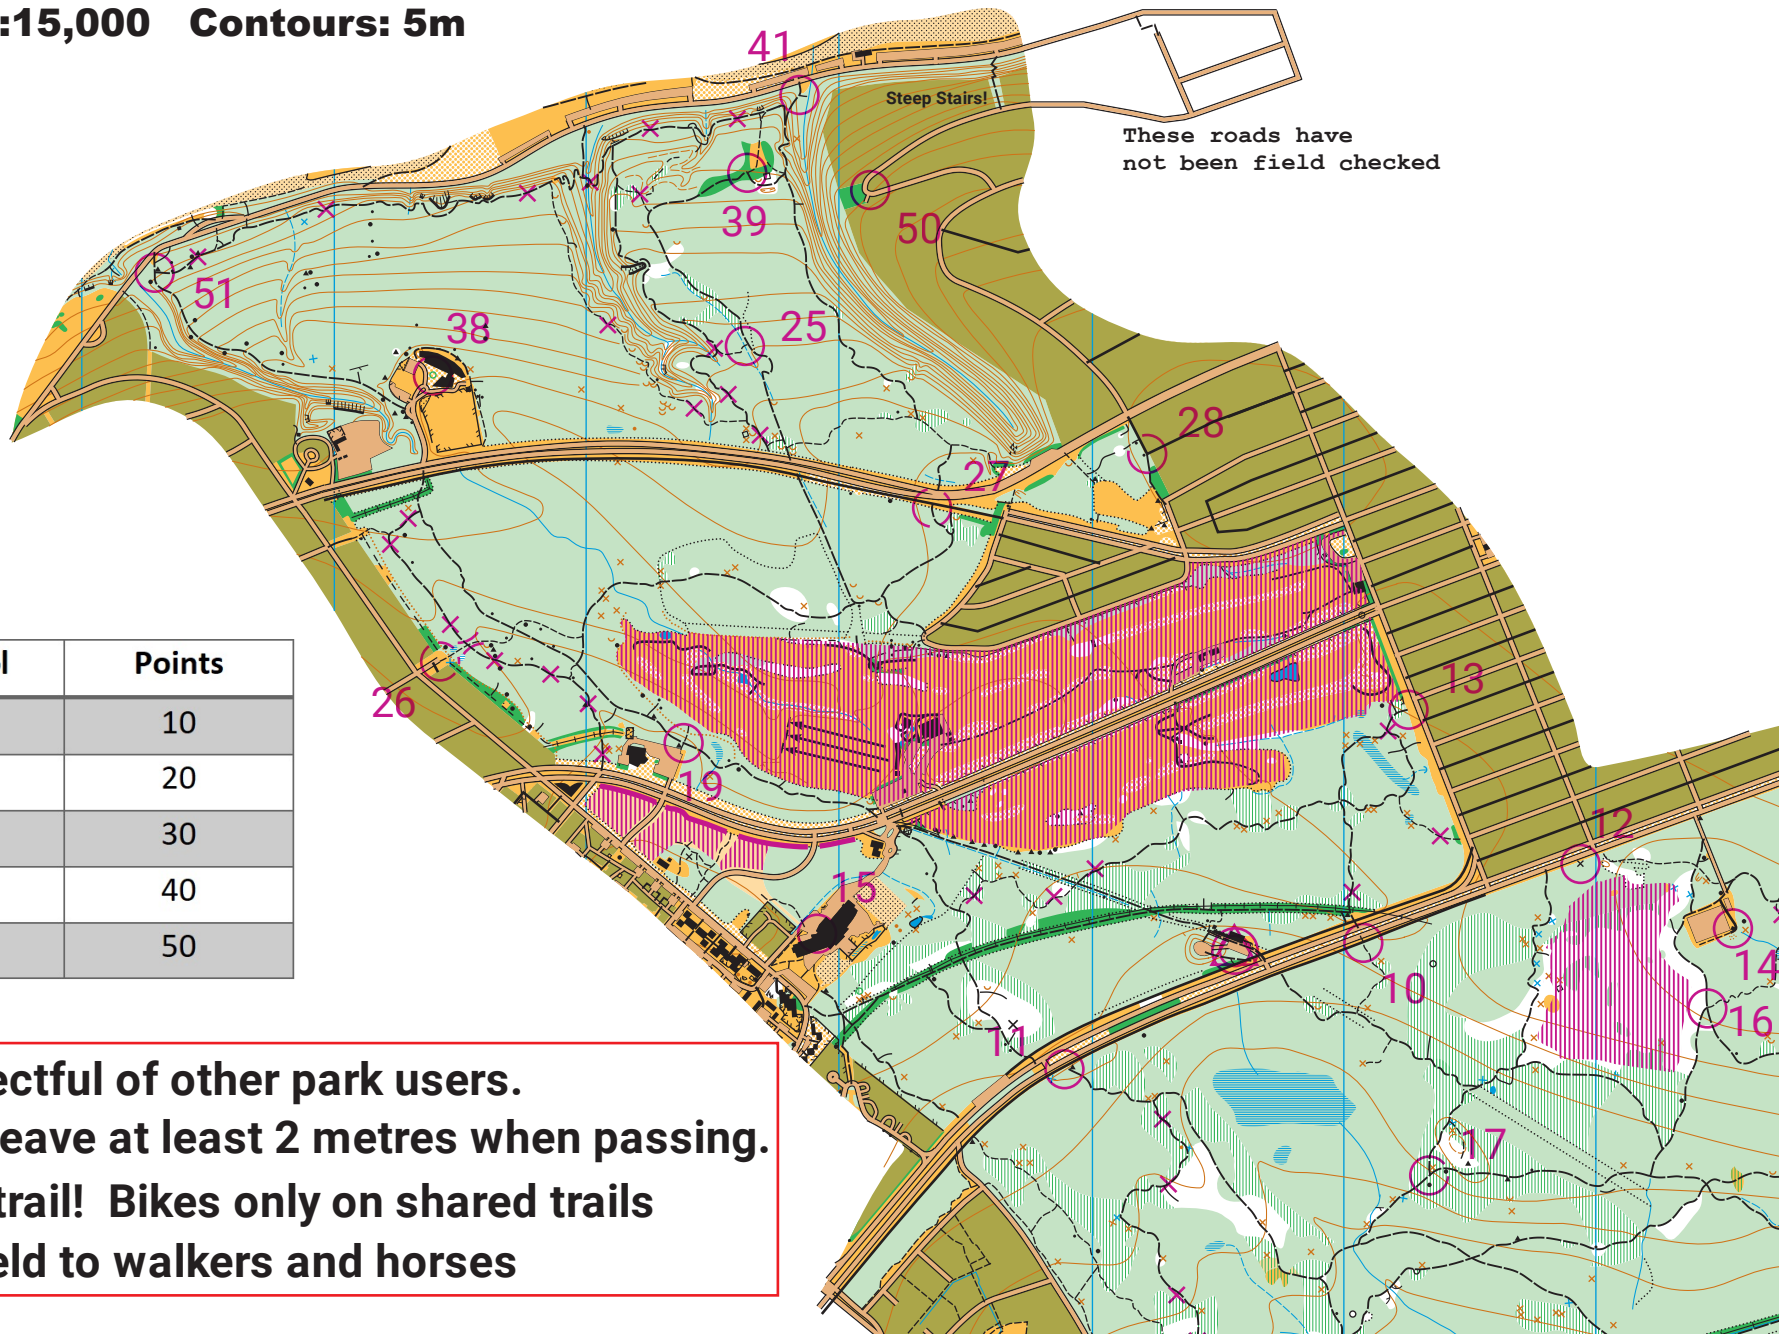 :15,000   Contours: 5m
41
Steep Stairs!
These roads have
not been field checked
39
50
51
38
25
28
27
13
26
19
12
15
14
10
16
11
17
l Points
10
20
30
40
50
ectful of other park users.
eave at least 2 metres when passing.
trail!  Bikes only on shared trails
eld to walkers and horses